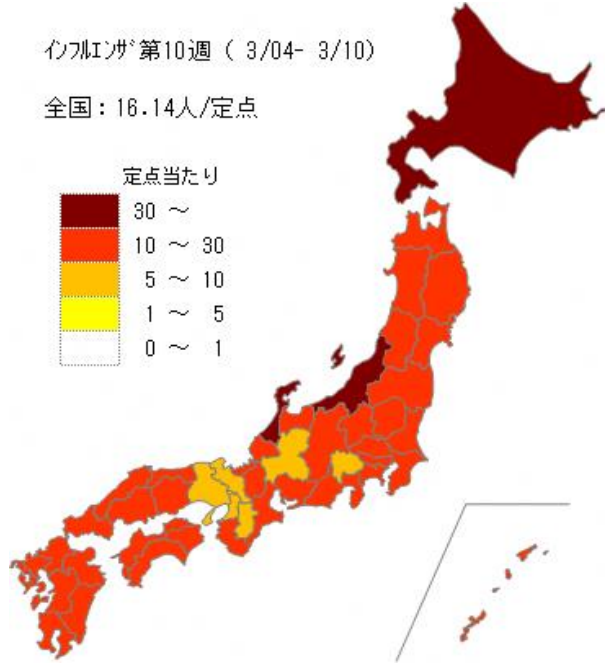 ｲﾝﾌﾙｴﾝｻﾞ第10週 ( 3/04- 3/10)
全国：16.14人/定点
定点当たり
30 ～
10 ～ 30
5 ～ 10
1 ～ 5
0 ～ 1